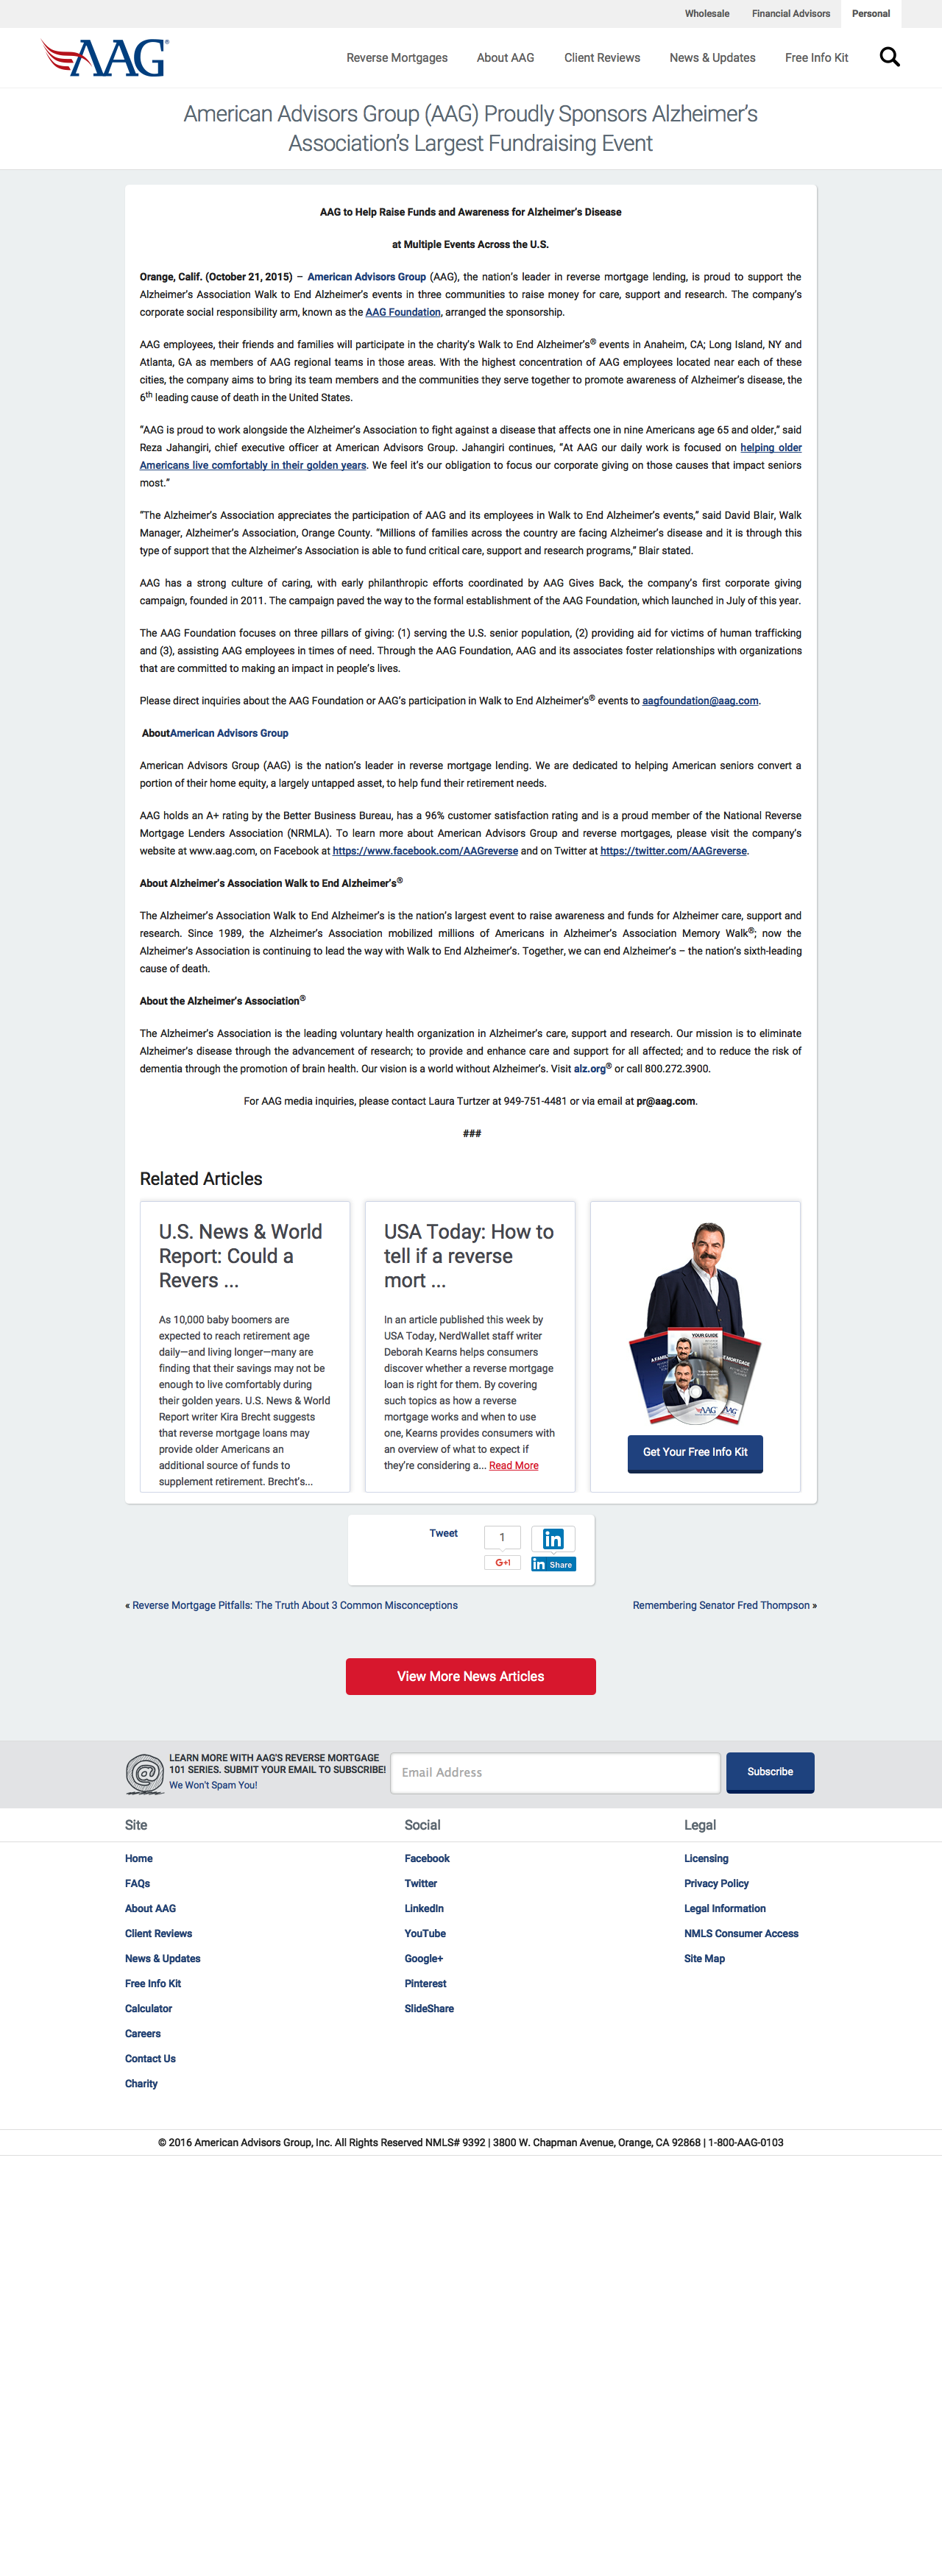 Wholesale Financial Advisors Personal
AAG®
Reverse Mortgages About AAG Client Reviews News & Updates Free Info Kit
American Advisors Group (AAG) Proudly Sponsors Alzheimer's
Association's Largest Fundraising Event
AAG to Help Raise Funds and Awareness for Alzheimer's Disease
at Multiple Events Across the U.S.
Orange, Calif. (October 21, 2015) – American Advisors Group (AAG), the nation's leader in reverse mortgage lending, is proud to support the
Alzheimer's Association Walk to End Alzheimer's events in three communities to raise money for care, support and research. The company's
corporate social responsibility arm, known as the AAG Foundation, arranged the sponsorship.
AAG employees, their friends and families will participate in the charity's Walk to End Alzheimer's® events in Anaheim, CA; Long Island, NY and
Atlanta, GA as members of AAG regional teams in those areas. With the highest concentration of AAG employees located near each of these
cities, the company aims to bring its team members and the communities they serve together to promote awareness of Alzheimer's disease, the
6th leading cause of death in the United States.
"AAG is proud to work alongside the Alzheimer's Association to fight against a disease that affects one in nine Americans age 65 and older," said
Reza Jahangiri, chief executive officer at American Advisors Group. Jahangiri continues, "At AAG our daily work is focused on helping older
Americans live comfortably in their golden years. We feel it's our obligation to focus our corporate giving on those causes that impact seniors
most."
"The Alzheimer's Association appreciates the participation of AAG and its employees in Walk to End Alzheimer's events," said David Blair, Walk
Manager, Alzheimer's Association, Orange County. "Millions of families across the country are facing Alzheimer's disease and it is through this
type of support that the Alzheimer's Association is able to fund critical care, support and research programs," Blair stated.
AAG has a strong culture of caring, with early philanthropic efforts coordinated by AAG Gives Back, the company's first corporate giving
campaign, founded in 2011. The campaign paved the way to the formal establishment of the AAG Foundation, which launched in July of this year.
The AAG Foundation focuses on three pillars of giving: (1) serving the U.S. senior population, (2) providing aid for victims of human trafficking
and (3), assisting AAG employees in times of need. Through the AAG Foundation, AAG and its associates foster relationships with organizations
that are committed to making an impact in people's lives.
Please direct inquiries about the AAG Foundation or AAG's participation in Walk to End Alzheimer's® events to aagfoundation@aag.com.
AboutAmerican Advisors Group
American Advisors Group (AAG) is the nation's leader in reverse mortgage lending. We are dedicated to helping American seniors convert a
portion of their home equity, a largely untapped asset, to help fund their retirement needs.
AAG holds an A+ rating by the Better Business Bureau, has a 96% customer satisfaction rating and is a proud member of the National Reverse
Mortgage Lenders Association (NRMLA). To learn more about American Advisors Group and reverse mortgages, please visit the company's
website at www.aag.com, on Facebook at https://www.facebook.com/AAGreverse and on Twitter at https://twitter.com/AAGreverse.
About Alzheimer's Association Walk to End Alzheimer's®
The Alzheimer's Association Walk to End Alzheimer's is the nation's largest event to raise awareness and funds for Alzheimer care, support and
research. Since 1989, the Alzheimer's Association mobilized millions of Americans in Alzheimer's Association Memory Walk®; now the
Alzheimer's Association is continuing to lead the way with Walk to End Alzheimer's. Together, we can end Alzheimer's – the nation's sixth-leading
cause of death.
About the Alzheimer's Association®
The Alzheimer's Association is the leading voluntary health organization in Alzheimer's care, support and research. Our mission is to eliminate
Alzheimer's disease through the advancement of research; to provide and enhance care and support for all affected; and to reduce the risk of
dementia through the promotion of brain health. Our vision is a world without Alzheimer's. Visit alz.org® or call 800.272.3900.
For AAG media inquiries, please contact Laura Turtzer at 949-751-4481 or via email at pr@aag.com.
###
Related Articles
U.S. News & World
Report: Could a
Revers ...
As 10,000 baby boomers are
expected to reach retirement age
daily—and living longer—many are
finding that their savings may not be
enough to live comfortably during
their golden years. U.S. News & World
Report writer Kira Brecht suggests
that reverse mortgage loans may
provide older Americans an
additional source of funds to
supplement retirement. Brecht's...
USA Today: How to
tell if a reverse
mort ...
In an article published this week by
USA Today, NerdWallet staff writer
Deborah Kearns helps consumers
discover whether a reverse mortgage
loan is right for them. By covering
such topics as how a reverse
mortgage works and when to use
one, Kearns provides consumers with
an overview of what to expect if
they're considering a... Read More
YOUR GUIDE
AAG AAG
Get Your Free Info Kit
Tweet
1
G+1
in
in Share
« Reverse Mortgage Pitfalls: The Truth About 3 Common Misconceptions
Remembering Senator Fred Thompson »
View More News Articles
LEARN MORE WITH AAG'S REVERSE MORTGAGE
101 SERIES. SUBMIT YOUR EMAIL TO SUBSCRIBE!
We Won't Spam You!
Email Address
Subscribe
Site
Home
FAQs
About AAG
Client Reviews
News & Updates
Free Info Kit
Calculator
Careers
Contact Us
Charity
Social
Facebook
Twitter
LinkedIn
YouTube
Google+
Pinterest
SlideShare
Legal
Licensing
Privacy Policy
Legal Information
NMLS Consumer Access
Site Map
© 2016 American Advisors Group, Inc. All Rights Reserved NMLS# 9392 | 3800 W. Chapman Avenue, Orange, CA 92868 | 1-800-AAG-0103